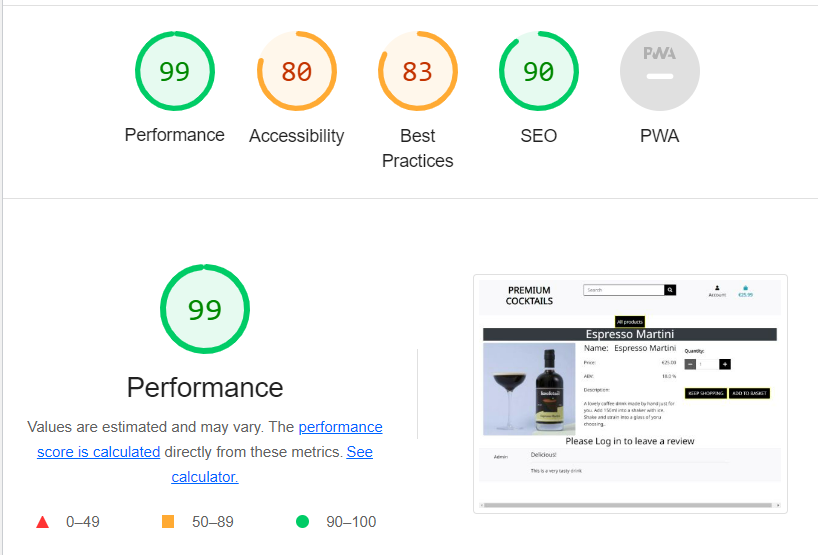 99
80
83
90
PWA
Performance
Accessibility
Best
Practices
SEO
PWA
99
Performance
Values are estimated and may vary. The performance
score is calculated directly from these metrics. See
calculator.
0–49
50–89
90–100
PREMIUM
COCKTAILS
Search
Account
€25.99
All products
Espresso Martini
Name: Espresso Martini
Price: €25.00
ABV:
Description:
A lovely coffee drink made by hand just for
you. Add 150ml into a shaker with ice.
Shake and strain into a glass of your
choosing.
Quantity:
1
KEEP SHOPPING
ADD TO BASKET
Please Log in to leave a review
Admin
Delicious!
This is a very tasty drink